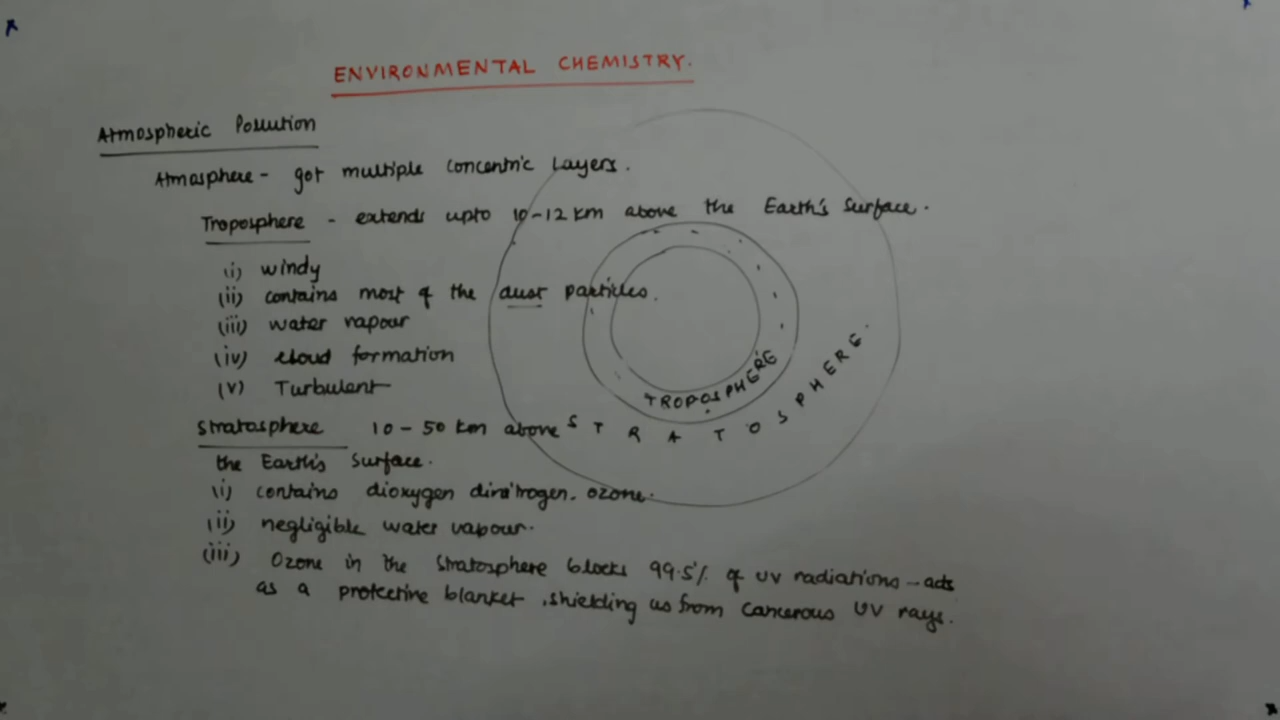 ENVIRONMENTAL CHEMISTRY.
Atmospheric Pollution
Atmosphere - got multiple concentric layers.
Troposphere - extends upto 10-12 km above the Earth's surface.
(i) windy
(ii) contains most of the dust particles.
(iii) water vapour
(iv) cloud formation
(v) Turbulent
TROPOSPHERE
STRATOSPHERE.
Stratosphere 10-50 km above
the Earth's surface.
(i) contains dioxygen dinitrogen. ozone.
(ii) negligible water vapour.
(iii) Ozone in the stratosphere blocks 99.5% of UV radiations - acts
as a protective blanket, shielding us from cancerous UV rays.